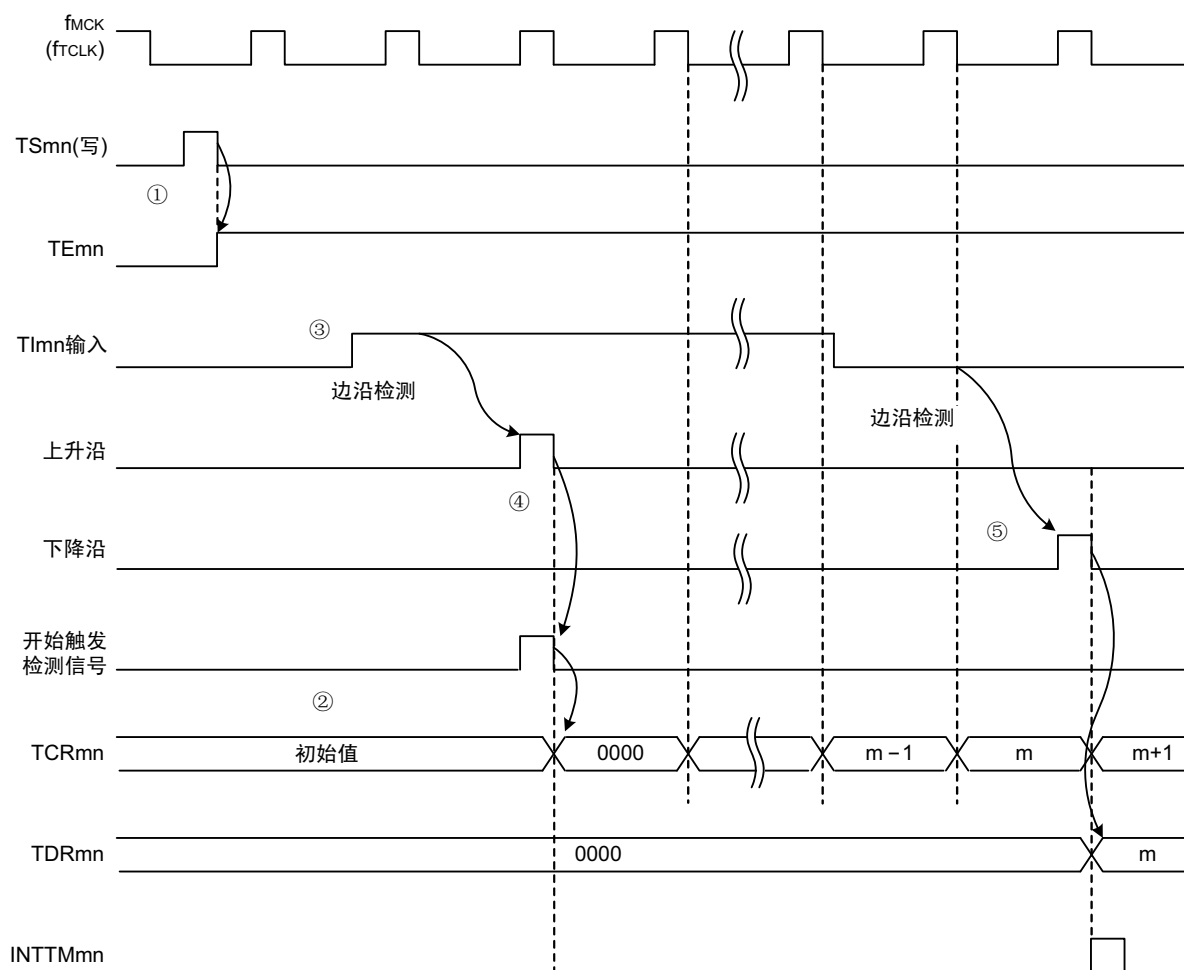 fMCK
(fTCLK)
TSmn(写)
①
TEmn
③
TImn输入
边沿检测
边沿检测
上升沿
④
⑤
下降沿
开始触发
检测信号
②
TCRmn 初始值 0000 m−1 m m+1
TDRmn 0000 m
INTTMmn